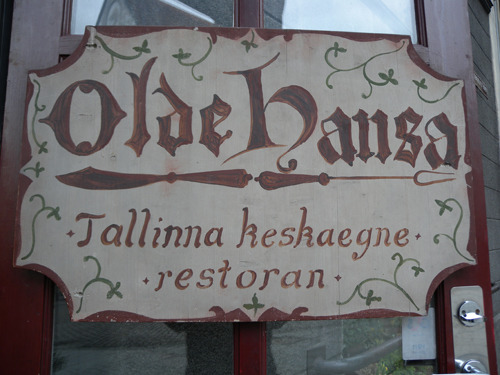 Olde Hansa
Tallinna keskaegne
restoran